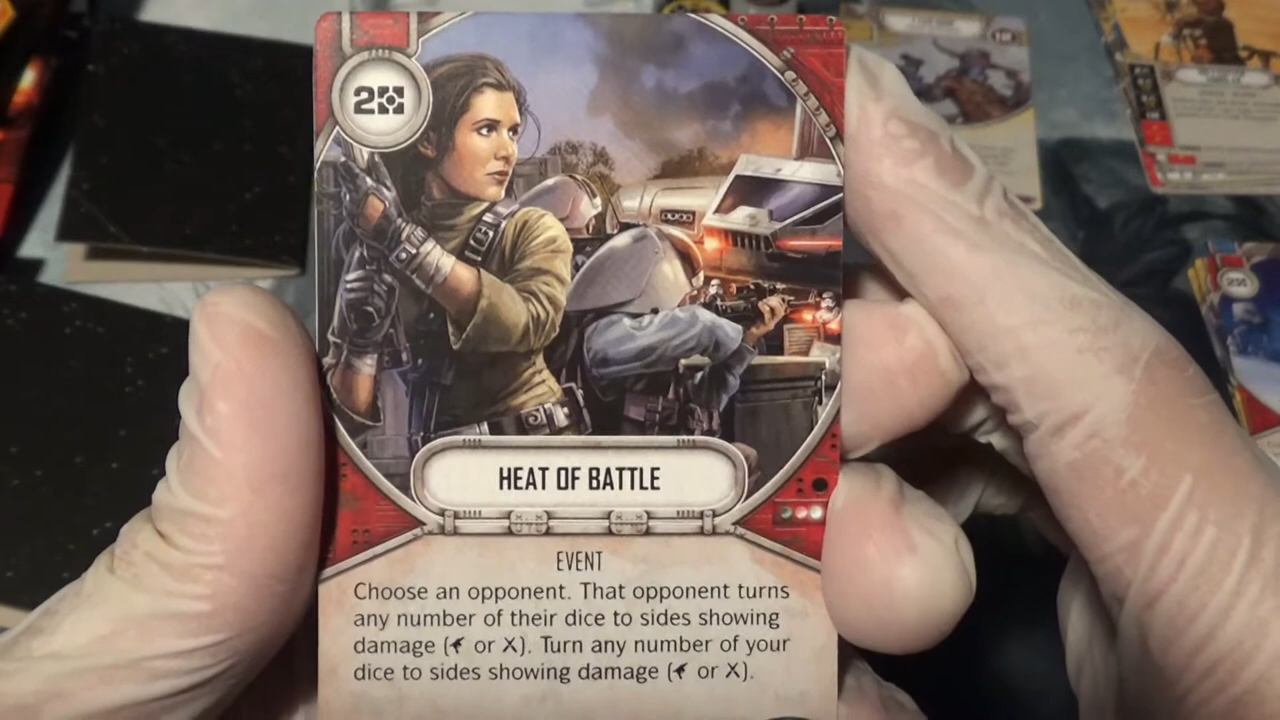 2
HEAT OF BATTLE
EVENT
Choose an opponent. That opponent turns
any number of their dice to sides showing
damage ( or ). Turn any number of your
dice to sides showing damage ( or ).